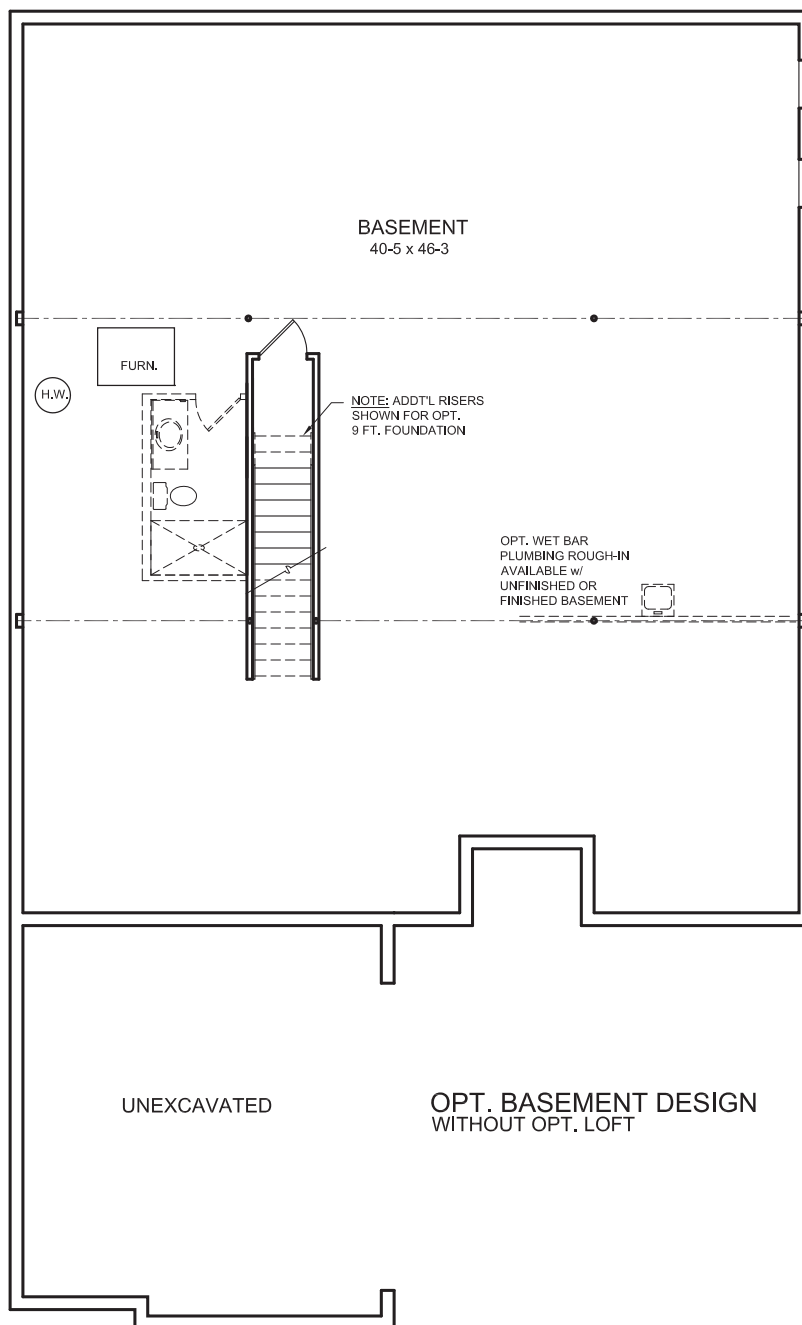 BASEMENT
40-5 x 46-3
FURN.
H.W.
NOTE: ADDT'L RISERS
SHOWN FOR OPT.
9 FT. FOUNDATION
OPT. WET BAR
PLUMBING ROUGH-IN
AVAILABLE w/
UNFINISHED OR
FINISHED BASEMENT
UNEXCAVATED
OPT. BASEMENT DESIGN
WITHOUT OPT. LOFT